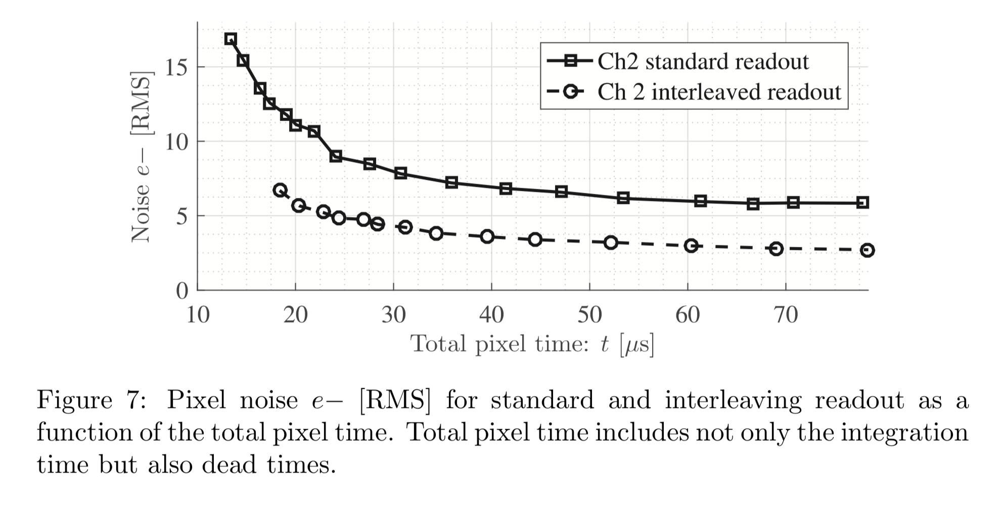 Noise e− [RMS]
15
10
5
0
Ch2 standard readout
Ch 2 interleaved readout
10 20 30 40 50 60 70
Total pixel time: t [μs]
Figure 7: Pixel noise e− [RMS] for standard and interleaving readout as a
function of the total pixel time. Total pixel time includes not only the integration
time but also dead times.